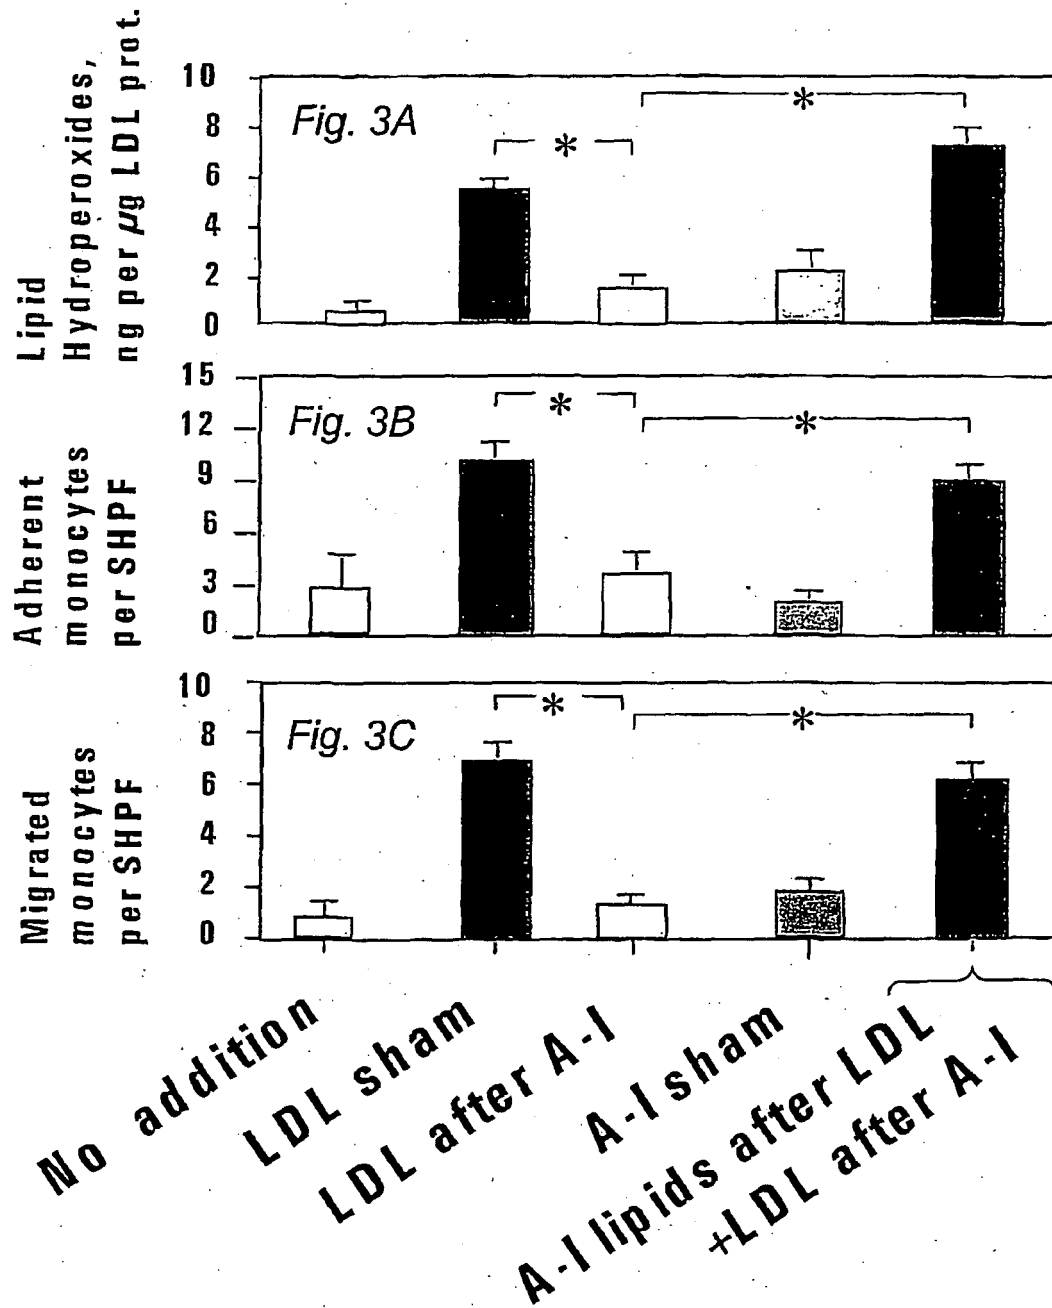 Lipid
Hydroperoxides,
ng per µg LDL prot.
10
8
6
4
2
0
Fig. 3A
*
*
Adherent
monocytes
per SHPF
15
12
9
6
3
0
Fig. 3B
*
*
Migrated
monocytes
per SHPF
10
8
6
4
2
0
Fig. 3C
*
*
No addition
LDL sham
LDL after A-I
A-I sham
A-I lipids after LDL
+LDL after A-I